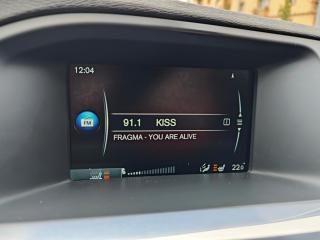 12:04
FM
91.1 KISS
FRAGMA - YOU ARE ALIVE
22°